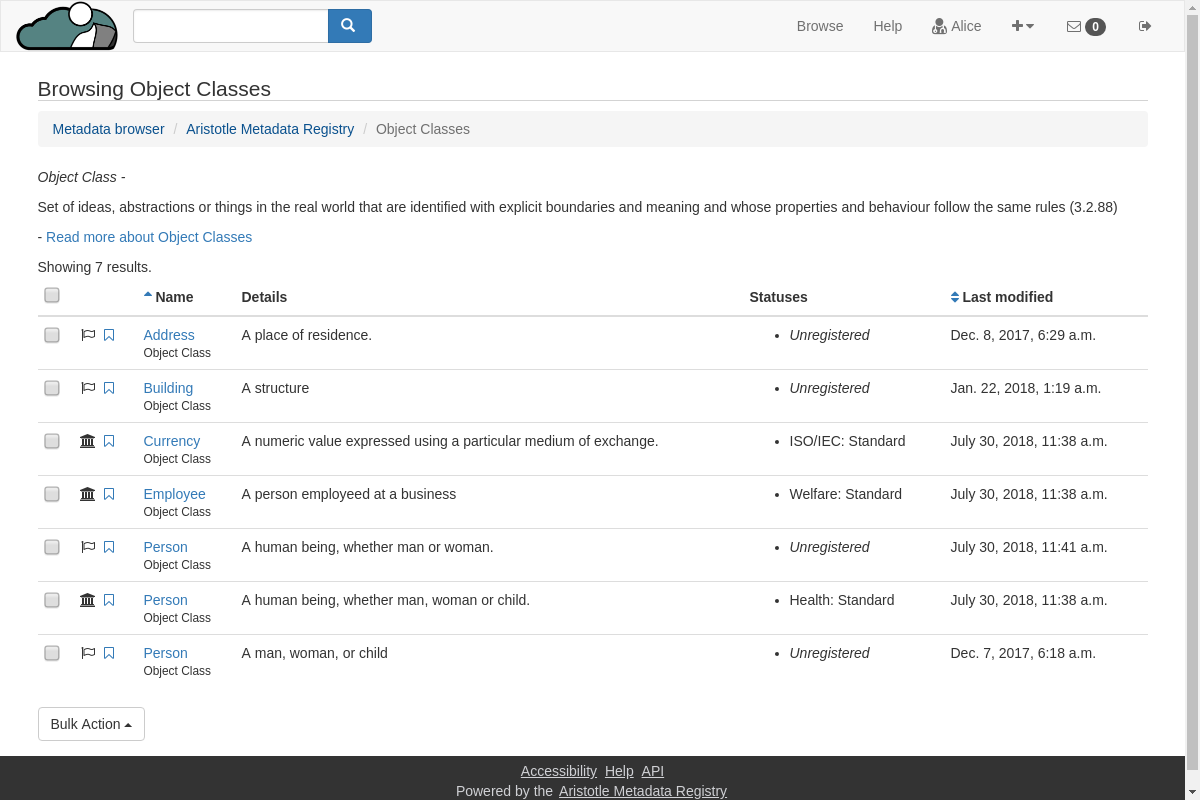 Browse Help Alice 0
Browsing Object Classes
Metadata browser / Aristotle Metadata Registry / Object Classes
Object Class -
Set of ideas, abstractions or things in the real world that are identified with explicit boundaries and meaning and whose properties and behaviour follow the same rules (3.2.88)
- Read more about Object Classes
Showing 7 results.
Name Details Statuses Last modified
Address A place of residence. • Unregistered Dec. 8, 2017, 6:29 a.m.
Object Class
Building A structure • Unregistered Jan. 22, 2018, 1:19 a.m.
Object Class
Currency A numeric value expressed using a particular medium of exchange. • ISO/IEC: Standard July 30, 2018, 11:38 a.m.
Object Class
Employee A person employeed at a business • Welfare: Standard July 30, 2018, 11:38 a.m.
Object Class
Person A human being, whether man or woman. • Unregistered July 30, 2018, 11:41 a.m.
Object Class
Person A human being, whether man, woman or child. • Health: Standard July 30, 2018, 11:38 a.m.
Object Class
Person A man, woman, or child • Unregistered Dec. 7, 2017, 6:18 a.m.
Object Class
Bulk Action
Accessibility Help API
Powered by the Aristotle Metadata Registry